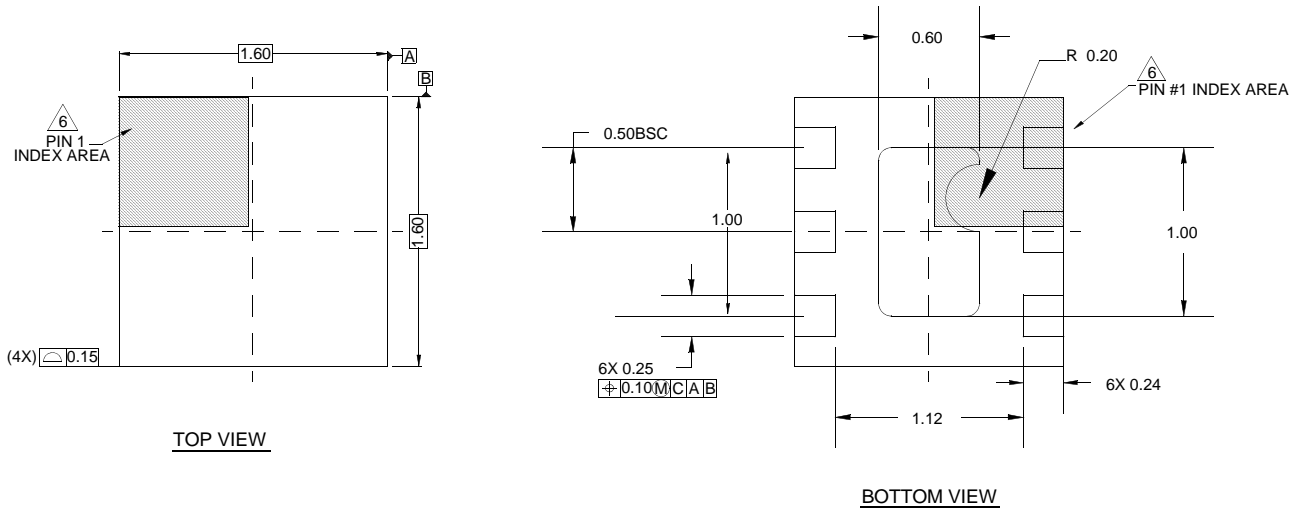 1.60
A
B
6
PIN 1
INDEX AREA
1.60
(4X) 0.15
TOP VIEW
0.60
R 0.20
6
PIN #1 INDEX AREA
0.50BSC
1.00
1.00
6X 0.25
0.10 M C A B
6X 0.24
1.12
BOTTOM VIEW